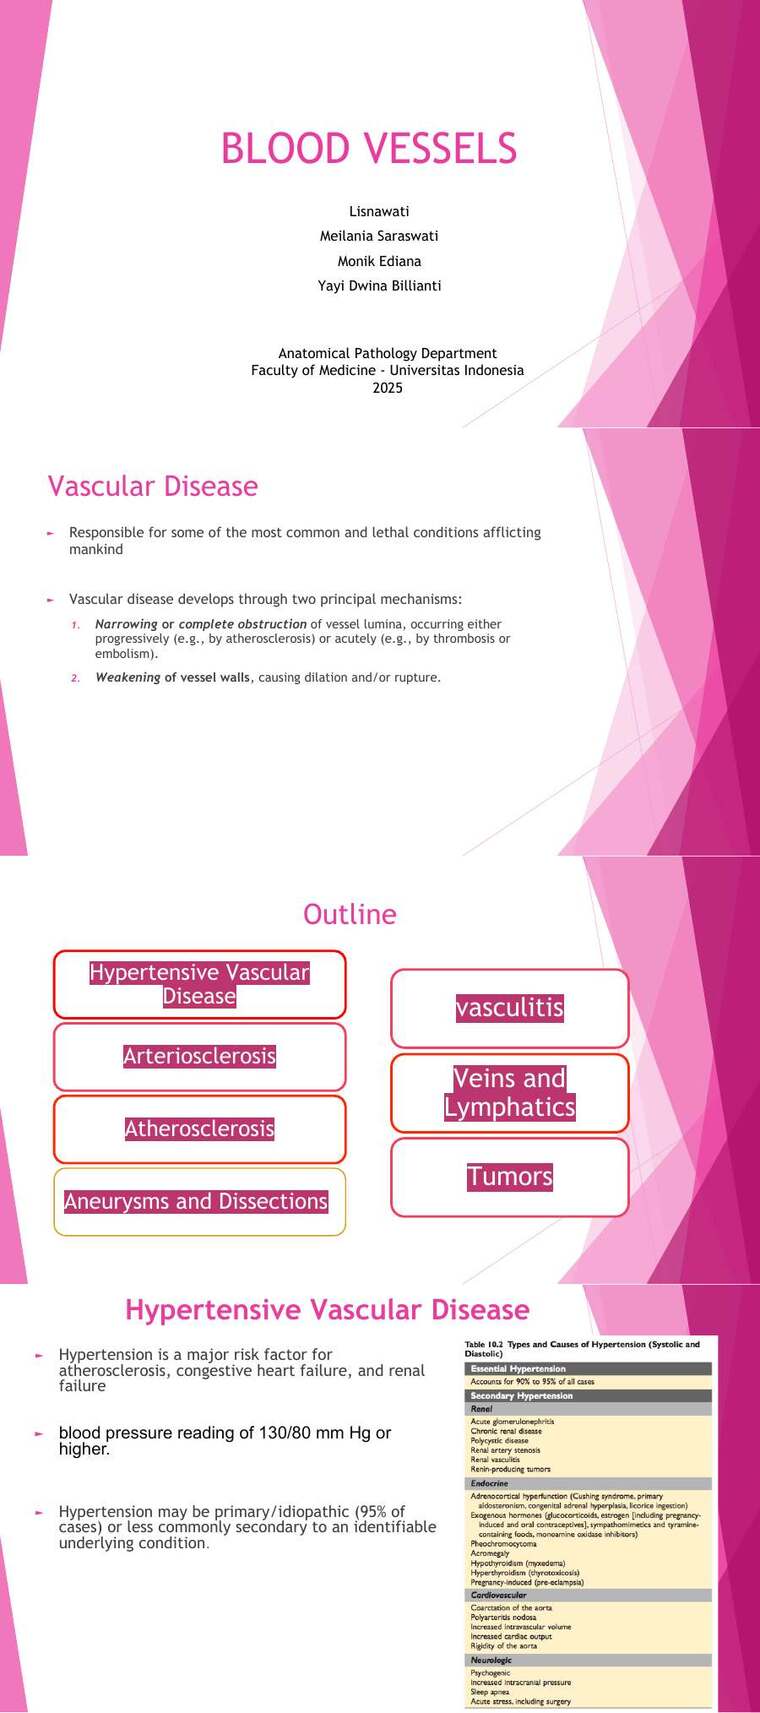 BLOOD VESSELS
Lisnawati
Meilania Saraswati
Monik Ediana
Yayi Dwina Billianti
Anatomical Pathology Department
Faculty of Medicine - Universitas Indonesia
2025
Vascular Disease
► Responsible for some of the most common and lethal conditions afflicting
mankind
► Vascular disease develops through two principal mechanisms:
1. Narrowing or complete obstruction of vessel lumina, occurring either
progressively (e.g., by atherosclerosis) or acutely (e.g., by thrombosis or
embolism).
2. Weakening of vessel walls, causing dilation and/or rupture.
Outline
Hypertensive Vascular
Disease
Arteriosclerosis
Atherosclerosis
Aneurysms and Dissections
vasculitis
Veins and
Lymphatics
Tumors
Hypertensive Vascular Disease
► Hypertension is a major risk factor for
atherosclerosis, congestive heart failure, and renal
failure
► blood pressure reading of 130/80 mm Hg or
higher.
► Hypertension may be primary/idiopathic (95% of
cases) or less commonly secondary to an identifiable
underlying condition.
Table 10.2 Types and Causes of Hypertension (Systolic and
Diastolic)
Essential Hypertension
Accounts for 90% to 95% of all cases
Secondary Hypertension
Renal
Acute glomerulonephritis
Chronic renal disease
Polycystic disease
Renal artery stenosis
Renal vasculitis
Renin-producing tumors
Endocrine
Adrenocortical hyperfunction (Cushing syndrome, primary
aldosteronism, congenital adrenal hyperplasia, licorice ingestion)
Exogenous hormones (glucocorticoids, estrogen [including pregnancy-
induced and oral contraceptives], sympathomimetics and tyramine-
containing foods, monoamine oxidase inhibitors)
Pheochromocytoma
Acromegaly
Hypothyroidism (myxedema)
Hyperthyroidism (thyrotoxicosis)
Pregnancy-induced (pre-eclampsia)
Cardiovascular
Coarctation of the aorta
Polyarteritis nodosa
Increased intravascular volume
Increased cardiac output
Rigidity of the aorta
Neurologic
Psychogenic
Increased intracranial pressure
Sleep apnea
Acute stress, including surgery